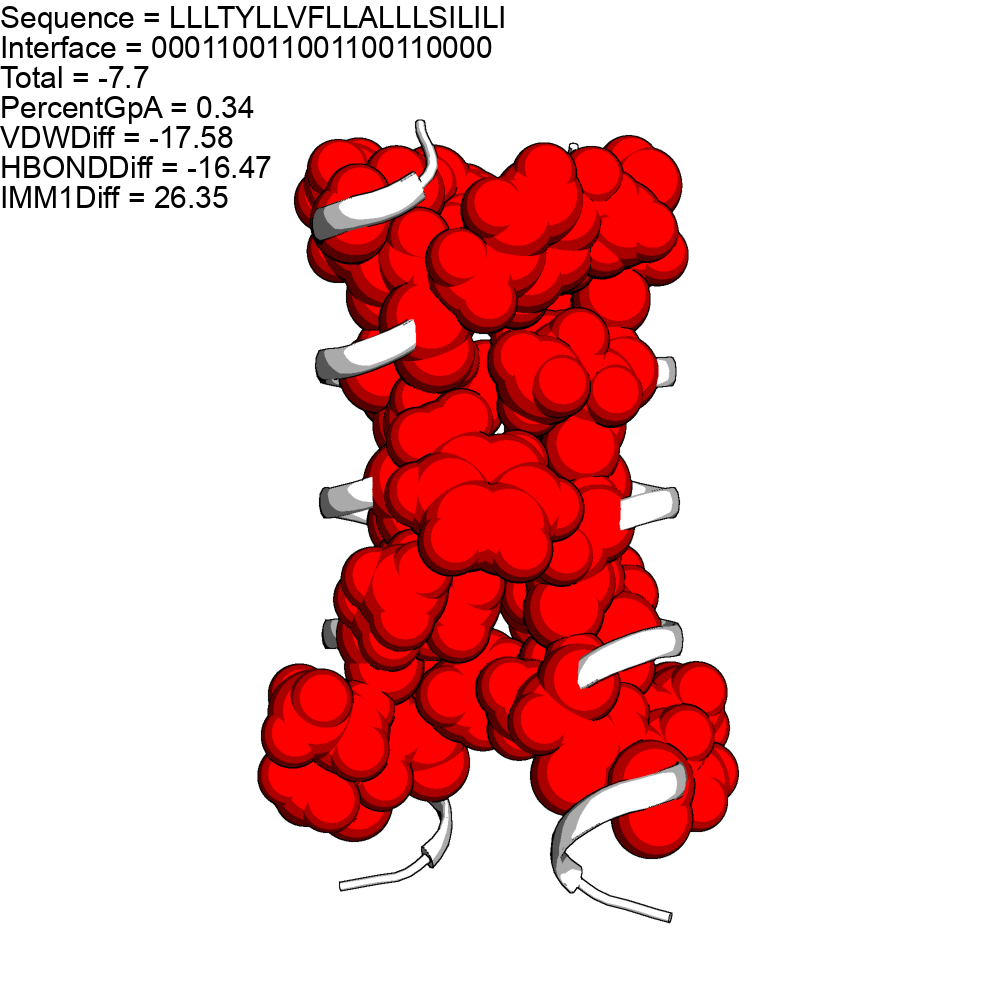 Sequence = LLLTYLLVFLLALLLSILILI
Interface = 000110011001100110000
Total = -7.7
PercentGpA = 0.34
VDWDiff = -17.58
HBONDDiff = -16.47
IMM1Diff = 26.35